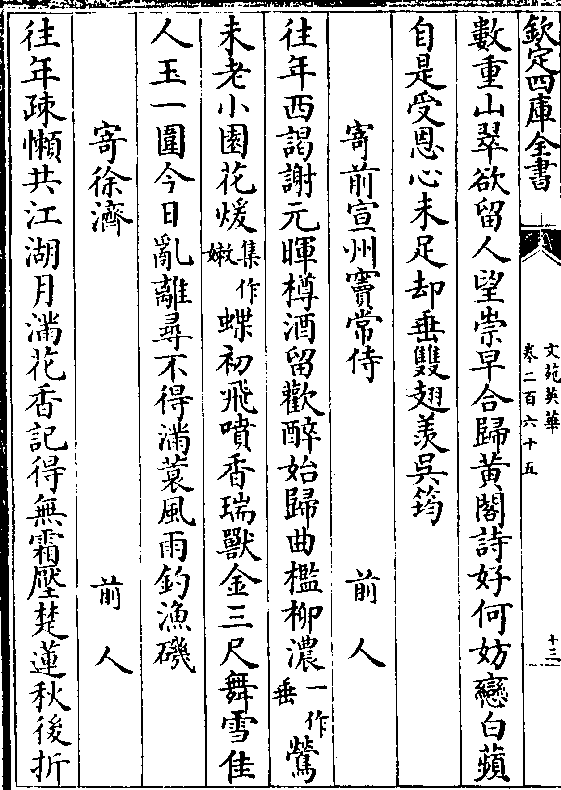 欽定四庫全書
文苑英華
卷二百六十五
十三
數重山翠欲留人望崇早合歸黃閣詩好何妨戀白蘋
自是受恩心未足却垂雙翅羨吳筠
寄前宣州竇常侍
前人
往年西謁謝元暉樽酒留歡醉始歸曲檻柳濃一作垂鶯
未老小園花煖集作嫩蝶初飛噴香瑞獸金三尺舞雪佳
人玉一圍今日亂離尋不得滿蓑風雨釣漁磯
寄徐濟
前人
往年疎懶共江湖月滿花香記得無霜壓楚蓮秋後折